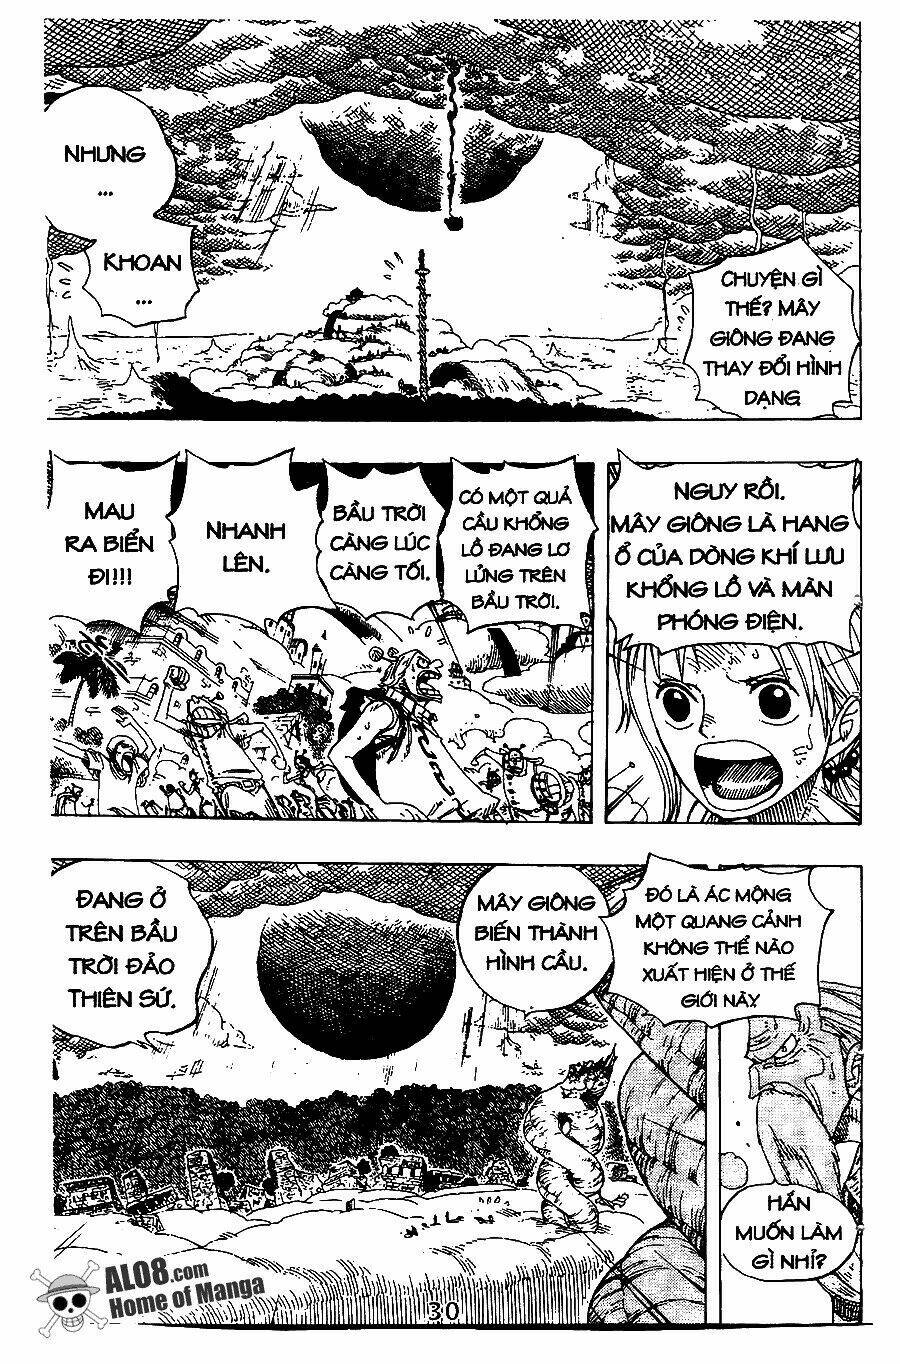 NHƯNG
...
KHOAN
...
CHUYỆN GÌ
THẾ? MÂY
GIÔNG ĐANG
THAY ĐỔI HÌNH
DẠNG
MAU
RA BIỂN
ĐI!!!
NHANH
LÊN.
BẦU TRỜI
CÀNG LÚC
CÀNG TỐI.
CÓ MỘT QUẢ
CẦU KHỔNG
LỒ ĐANG LƠ
LỬNG TRÊN
BẦU TRỜI.
NGUY RỒI.
MÂY GIÔNG LÀ HANG
Ổ CỦA DÒNG KHÍ LƯU
KHỔNG LỒ VÀ MÀN
PHÓNG ĐIỆN.
ĐANG Ở
TRÊN BẦU
TRỜI ĐẢO
THIÊN SỨ.
MÂY GIÔNG
BIẾN THÀNH
HÌNH CẦU.
ĐÓ LÀ ÁC MỘNG
MỘT QUANG CẢNH
KHÔNG THỂ NÀO
XUẤT HIỆN Ở THẾ
GIỚI NÀY
HẮN
MUỐN LÀM
GÌ NHỈ?
AL08.com
Home of Manga
30